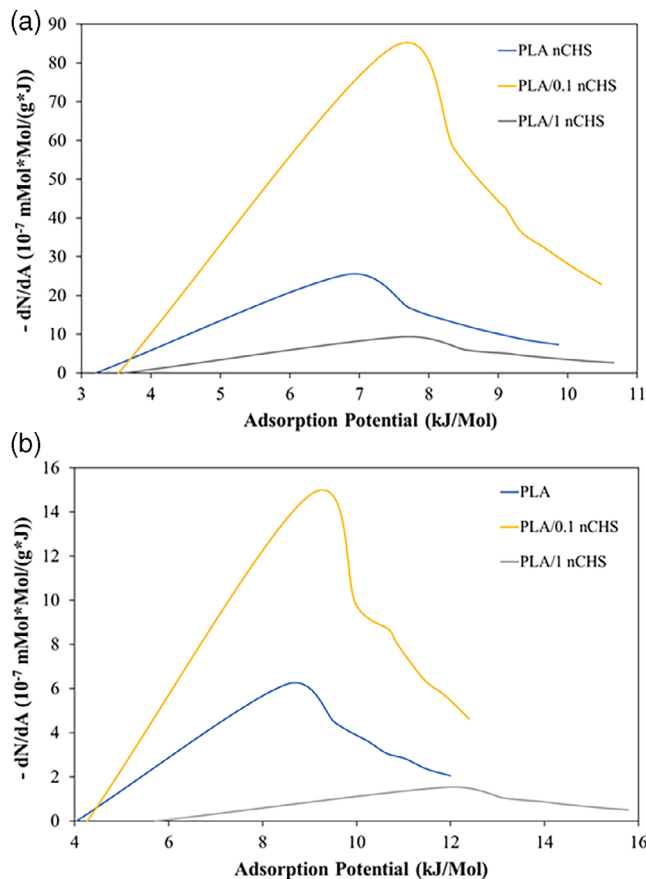 (a)
90
80
70
60
50
40
30
20
10
0
- dN/dA (10⁻⁷ mMol*Mol/(g*J))
PLA nCHS
PLA/0.1 nCHS
PLA/1 nCHS
3 4 5 6 7 8 9 10 11
Adsorption Potential (kJ/Mol)
(b)
16
14
12
10
8
6
4
2
0
- dN/dA (10⁻⁷ mMol*Mol/(g*J))
PLA
PLA/0.1 nCHS
PLA/1 nCHS
4 6 8 10 12 14 16
Adsorption Potential (kJ/Mol)